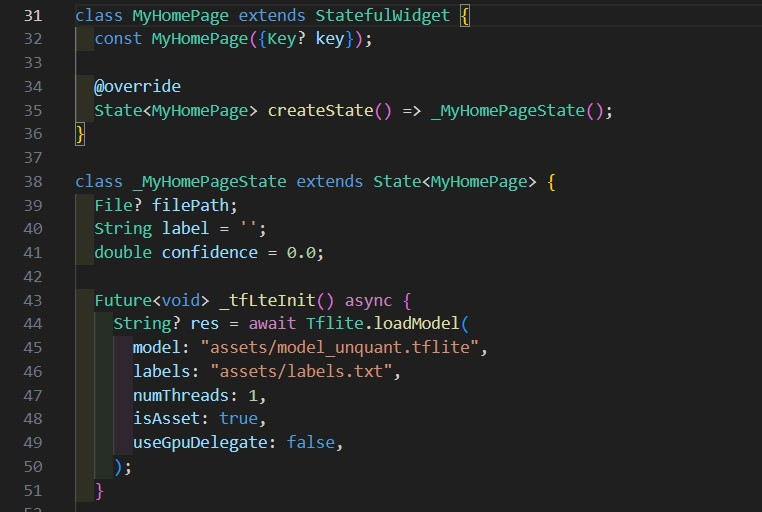 31 class MyHomePage extends StatefulWidget {
32   const MyHomePage({Key? key});
33
34   @override
35   State<MyHomePage> createState() => _MyHomePageState();
36 }
37
38 class _MyHomePageState extends State<MyHomePage> {
39   File? filePath;
40   String label = '';
41   double confidence = 0.0;
42
43   Future<void> _tfLteInit() async {
44     String? res = await Tflite.loadModel(
45       model: "assets/model_unquant.tflite",
46       labels: "assets/labels.txt",
47       numThreads: 1,
48       isAsset: true,
49       useGpuDelegate: false,
50     );
51   }